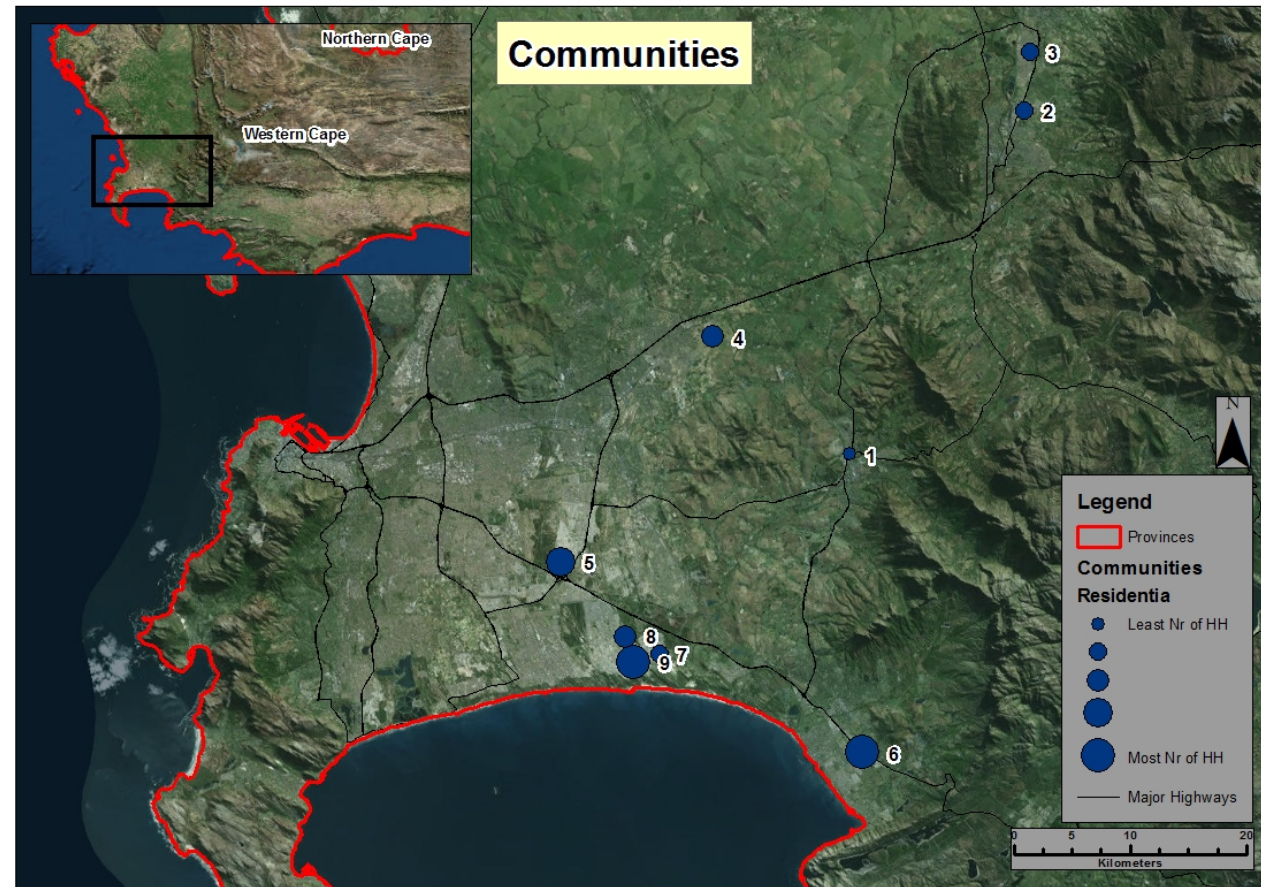 Communities
Northern Cape
Western Cape
3
2
4
1
5
8
7
9
6
N
Legend
Provinces
Communities
Residentia
Least Nr of HH
Most Nr of HH
Major Highways
0 5 10 20
Kilometers